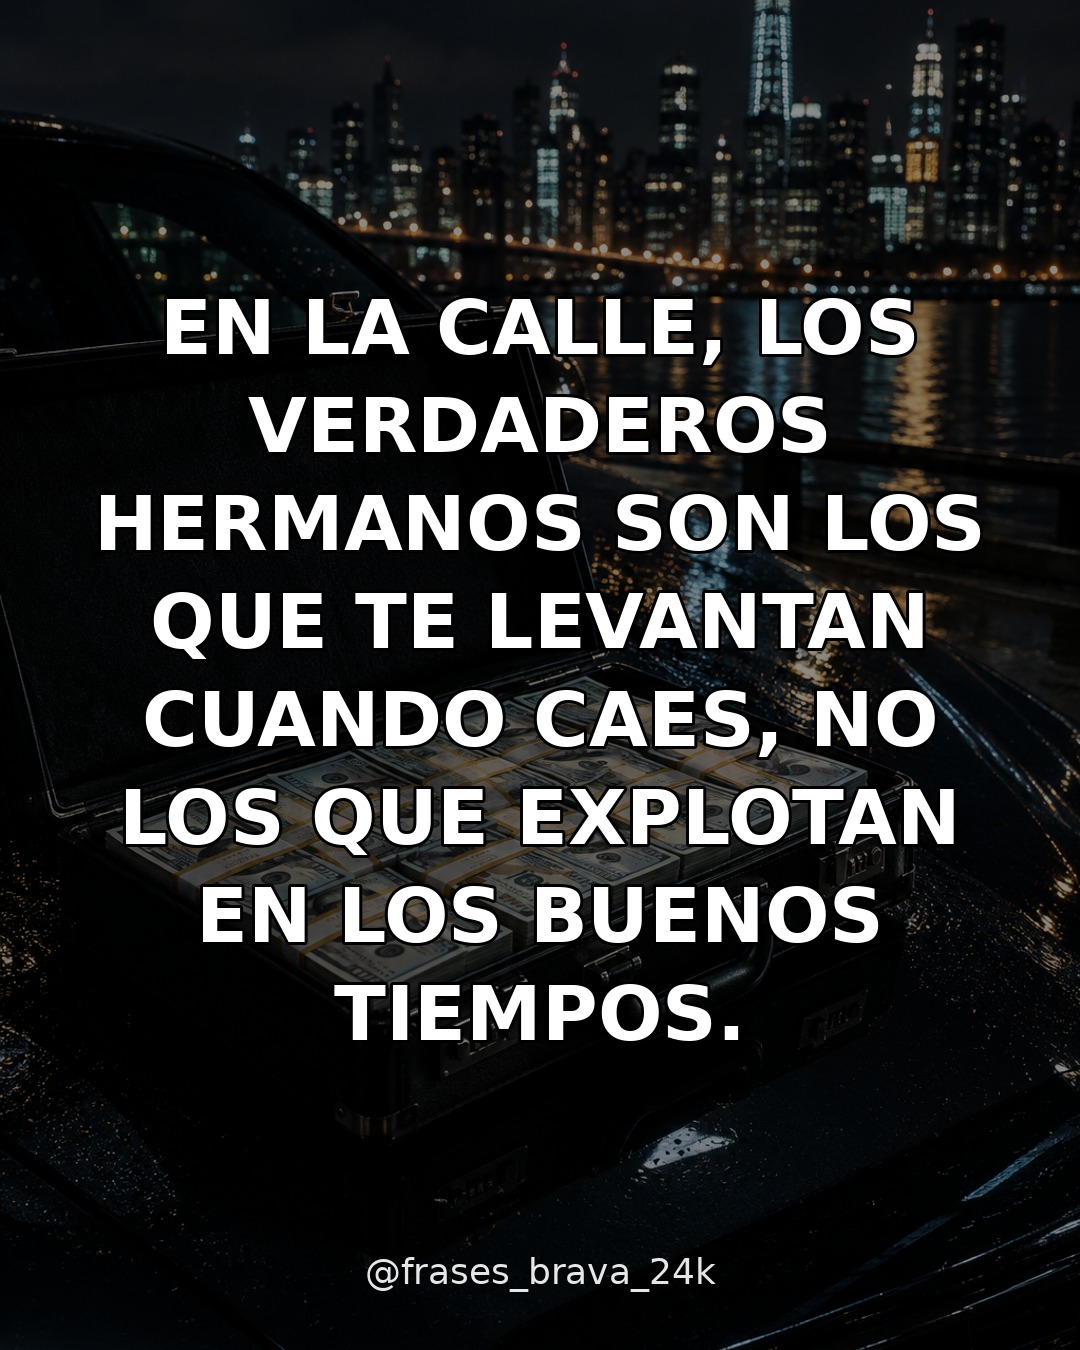 EN LA CALLE, LOS
VERDADEROS
HERMANOS SON LOS
QUE TE LEVANTAN
CUANDO CAES, NO
LOS QUE EXPLOTAN
EN LOS BUENOS
TIEMPOS.
@frases_brava_24k